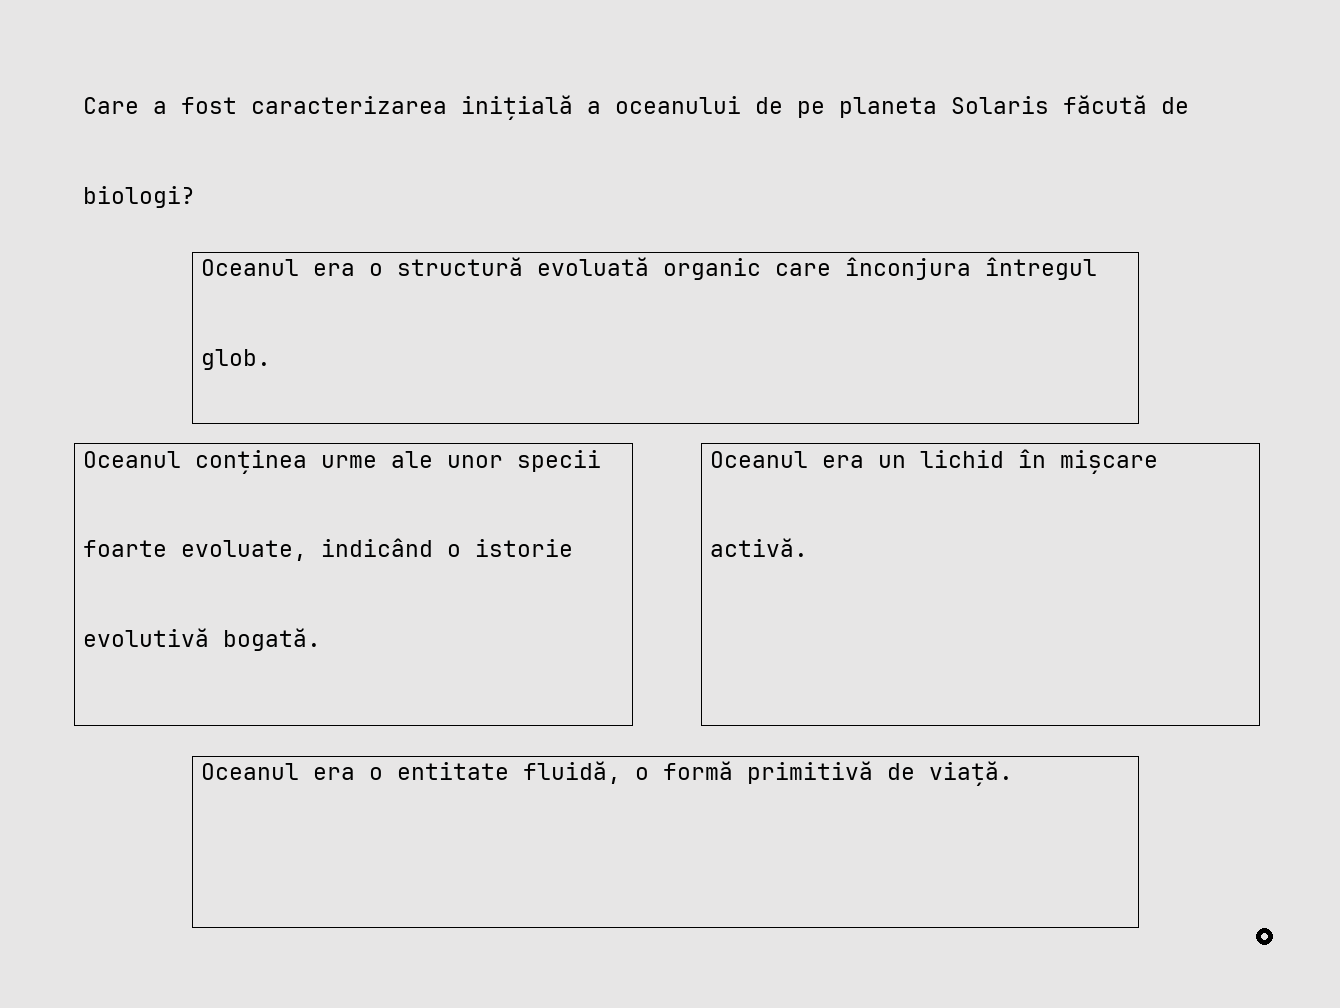 Care a fost caracterizarea inițială a oceanului de pe planeta Solaris făcută de
biologi?
Oceanul era o structură evoluată organic care înconjura întregul
glob.
Oceanul conținea urme ale unor specii
foarte evoluate, indicând o istorie
evolutivă bogată.
Oceanul era un lichid în mișcare
activă.
Oceanul era o entitate fluidă, o formă primitivă de viață.